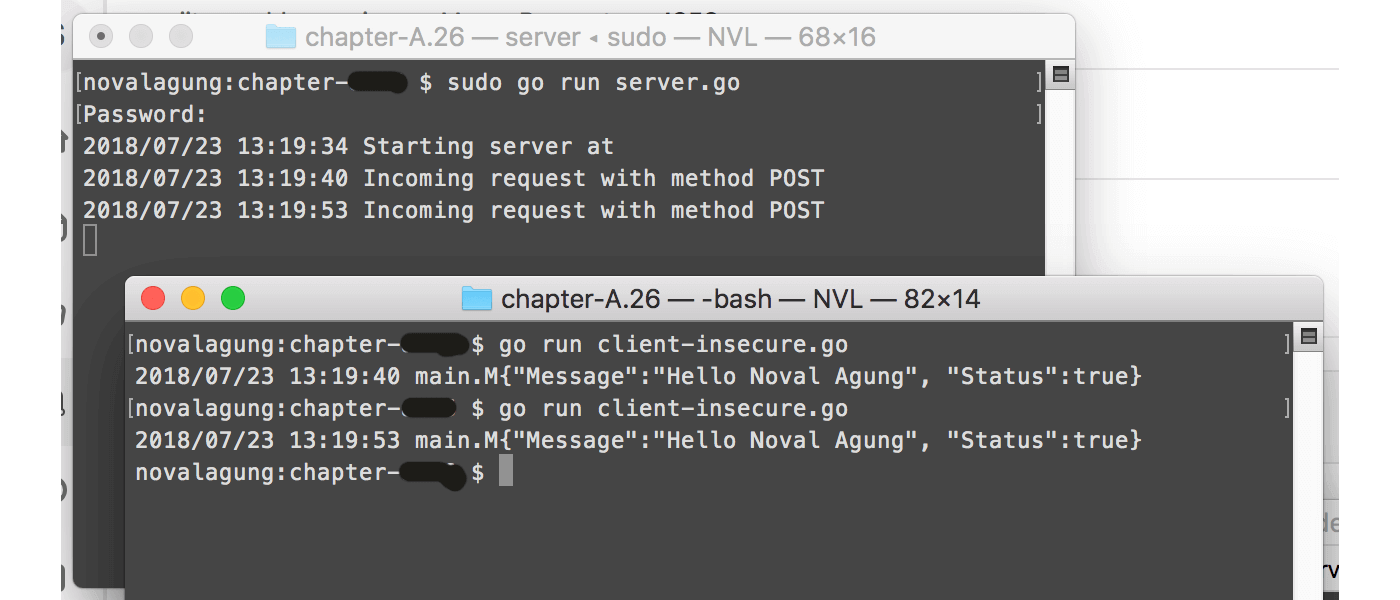 chapter-A.26 — server ◂ sudo — NVL — 68×16
[novalagung:chapter- $ sudo go run server.go ]
[Password: ]
2018/07/23 13:19:34 Starting server at
2018/07/23 13:19:40 Incoming request with method POST
2018/07/23 13:19:53 Incoming request with method POST
chapter-A.26 — -bash — NVL — 82×14
[novalagung:chapter- $ go run client-insecure.go ]
2018/07/23 13:19:40 main.M{"Message":"Hello Noval Agung", "Status":true}
[novalagung:chapter- $ go run client-insecure.go ]
2018/07/23 13:19:53 main.M{"Message":"Hello Noval Agung", "Status":true}
novalagung:chapter- $